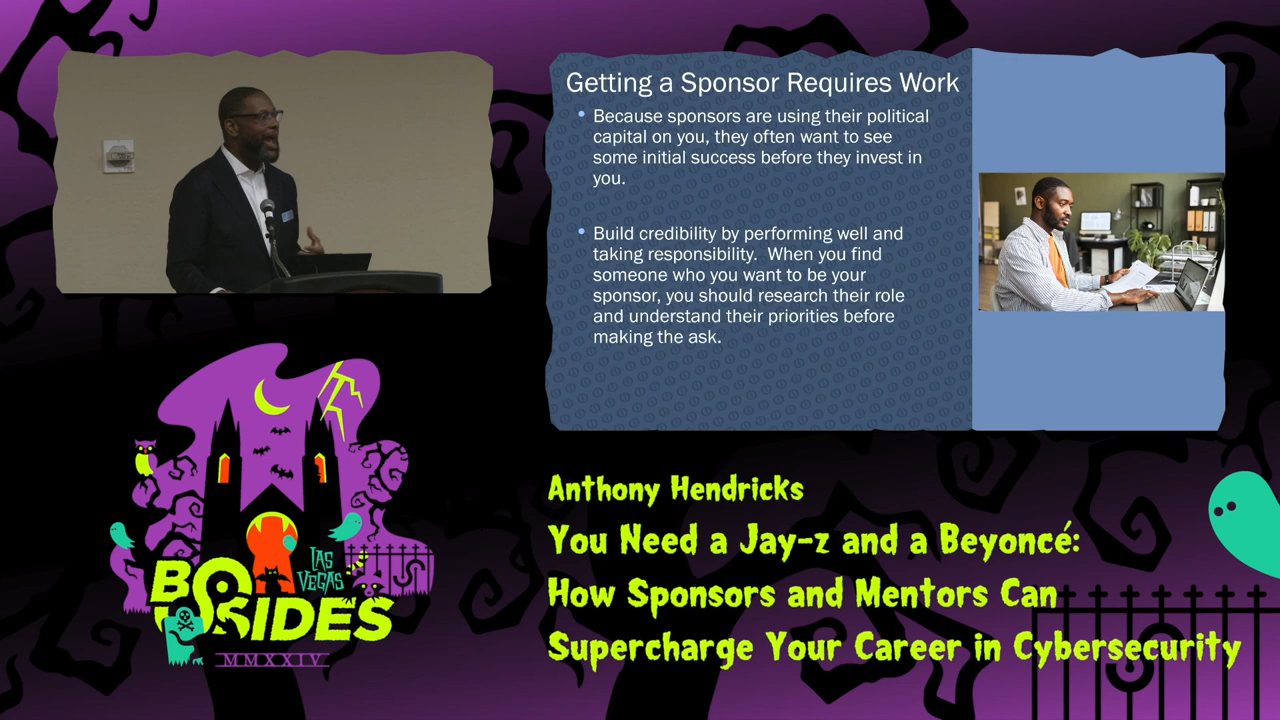 Getting a Sponsor Requires Work
• Because sponsors are using their political
capital on you, they often want to see
some initial success before they invest in
you.
• Build credibility by performing well and
taking responsibility.  When you find
someone who you want to be your
sponsor, you should research their role
and understand their priorities before
making the ask.
LAS
VEGAS
BSIDES
MMXXIV
Anthony Hendricks
You Need a Jay-z and a Beyoncé:
How Sponsors and Mentors Can
Supercharge Your Career in Cybersecurity